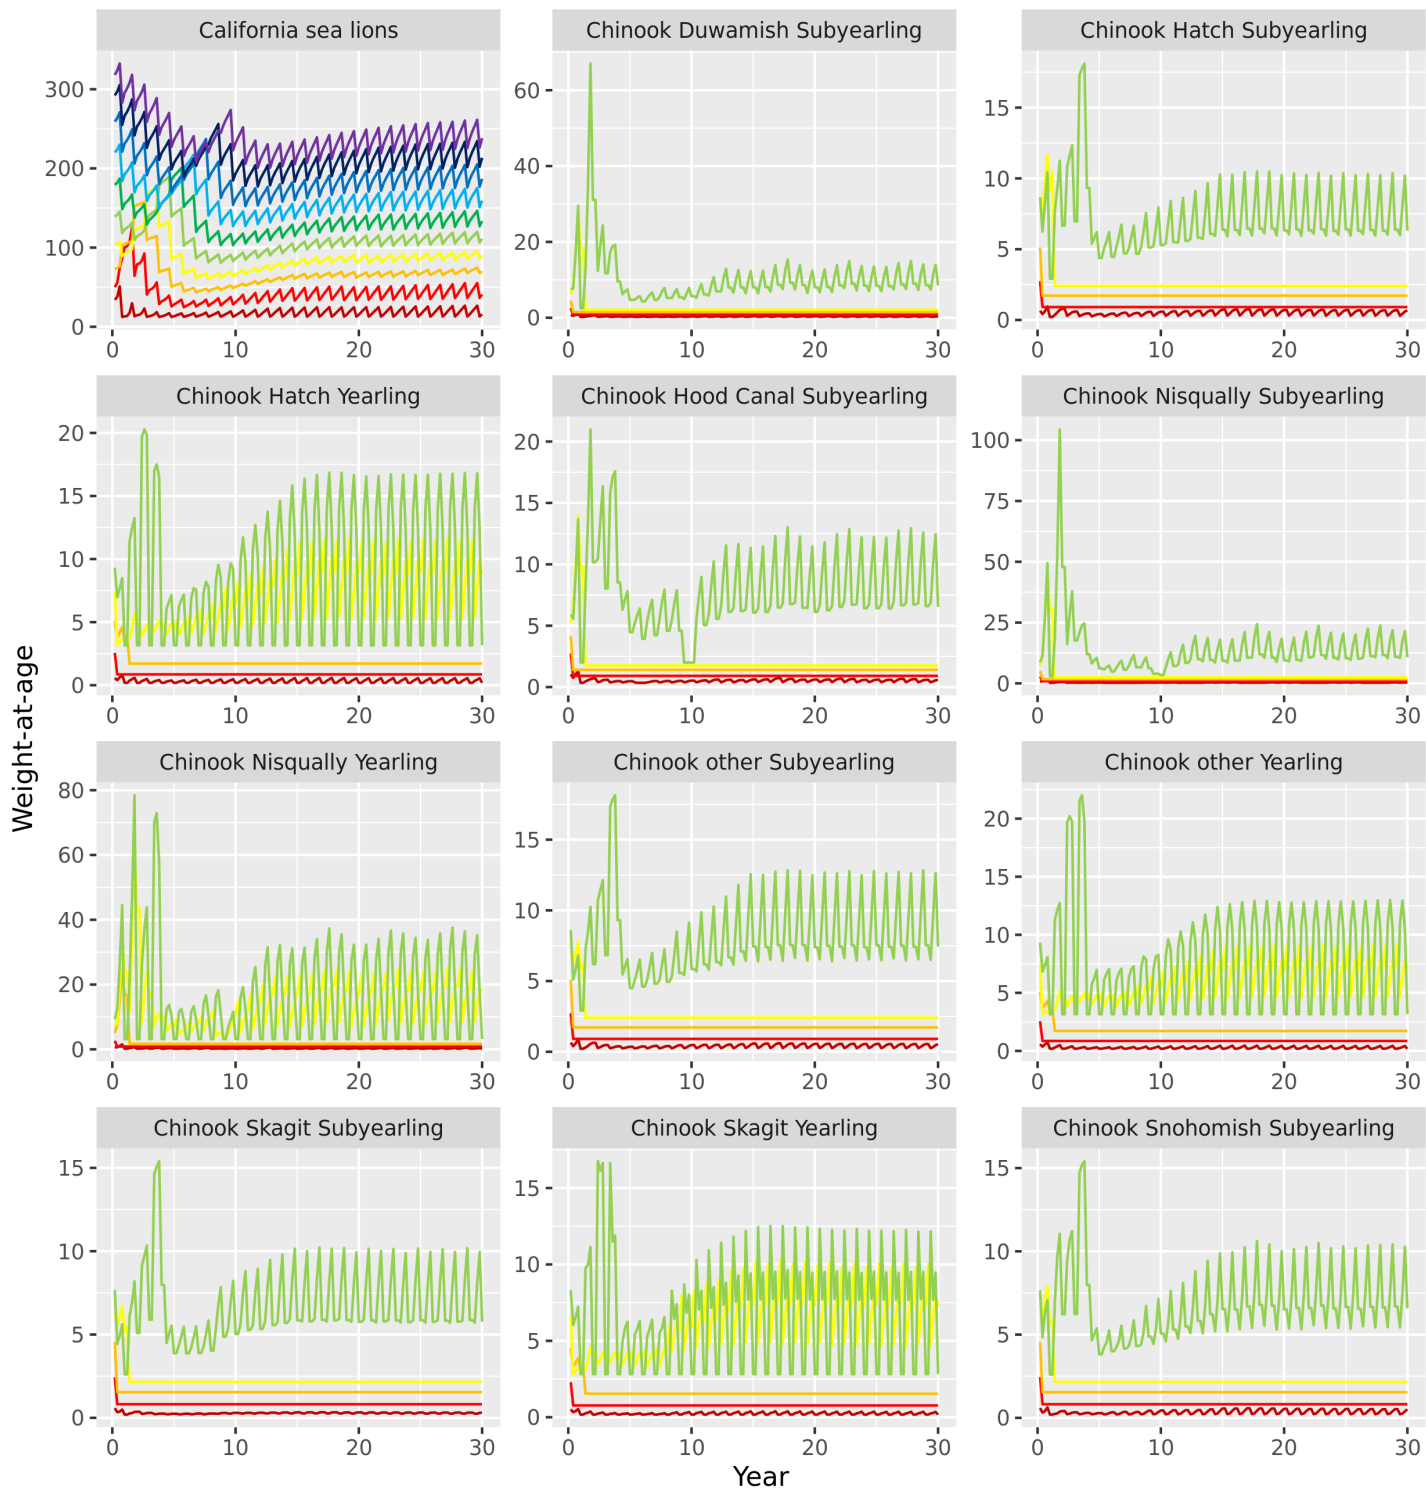 California sea lions
Chinook Duwamish Subyearling
Chinook Hatch Subyearling
300
200
100
0
0 10 20 30
60
40
20
0
0 10 20 30
15
10
5
0
0 10 20 30
Chinook Hatch Yearling
Chinook Hood Canal Subyearling
Chinook Nisqually Subyearling
20
15
10
5
0
0 10 20 30
20
15
10
5
0
0 10 20 30
100
75
50
25
0
0 10 20 30
Weight-at-age
Chinook Nisqually Yearling
Chinook other Subyearling
Chinook other Yearling
80
60
40
20
0
0 10 20 30
15
10
5
0
0 10 20 30
20
15
10
5
0
0 10 20 30
Chinook Skagit Subyearling
Chinook Skagit Yearling
Chinook Snohomish Subyearling
15
10
5
0
0 10 20 30
15
10
5
0
0 10 20 30
15
10
5
0
0 10 20 30
Year